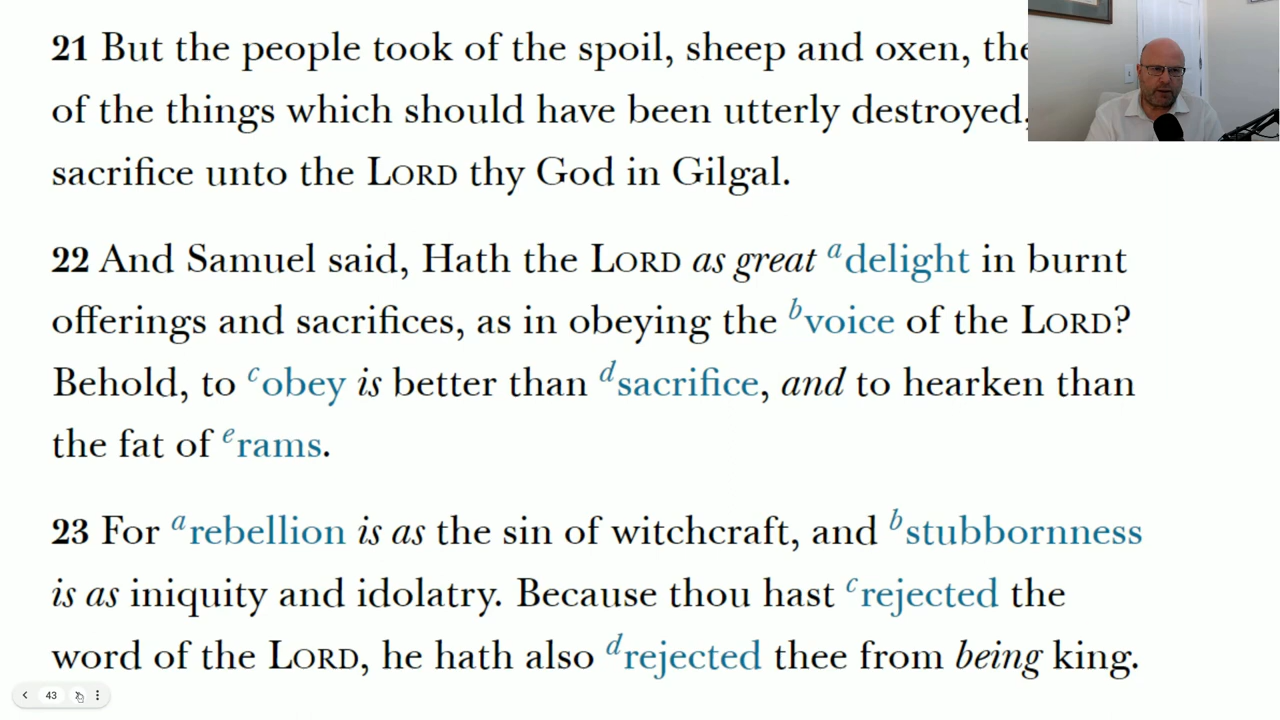 21 But the people took of the spoil, sheep and oxen, the
of the things which should have been utterly destroyed,
sacrifice unto the LORD thy God in Gilgal.
22 And Samuel said, Hath the LORD as great a delight in burnt
offerings and sacrifices, as in obeying the b voice of the LORD?
Behold, to c obey is better than d sacrifice, and to hearken than
the fat of e rams.
23 For a rebellion is as the sin of witchcraft, and b stubbornness
is as iniquity and idolatry. Because thou hast c rejected the
word of the LORD, he hath also d rejected thee from being king.
43